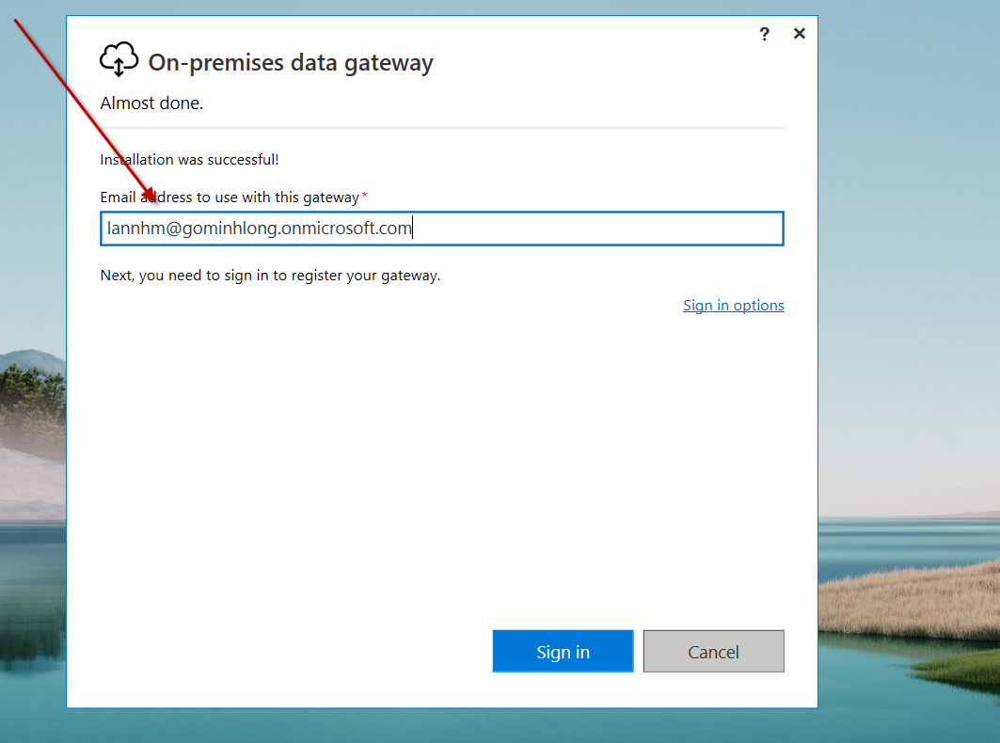 ?
On-premises data gateway
Almost done.
Installation was successful!
Email address to use with this gateway*
lannhm@gominhlong.onmicrosoft.com
Next, you need to sign in to register your gateway.
Sign in options
Sign in
Cancel